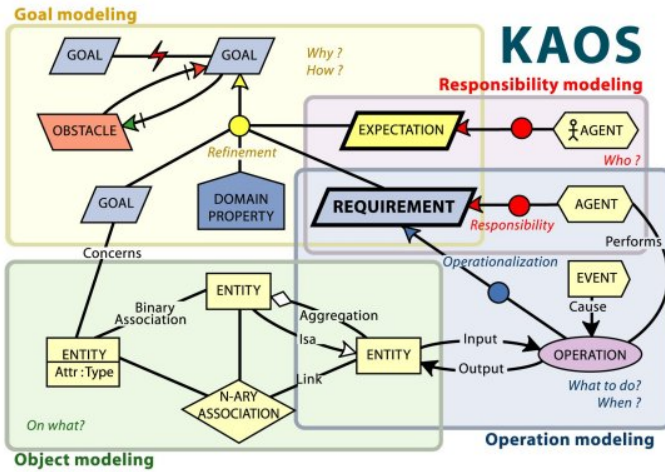 Goal modeling
KAOS
GOAL
GOAL
Why ?
How ?
Responsibility modeling
OBSTACLE
EXPECTATION
AGENT
Refinement
Who ?
GOAL
DOMAIN
PROPERTY
REQUIREMENT
AGENT
Responsibility
Concerns
Performs
Operationalization
EVENT
Binary
Association
ENTITY
Aggregation
Cause
Isa
Input
ENTITY
Attr : Type
ENTITY
OPERATION
Link
Output
N-ARY
ASSOCIATION
What to do?
When ?
On what?
Object modeling
Operation modeling